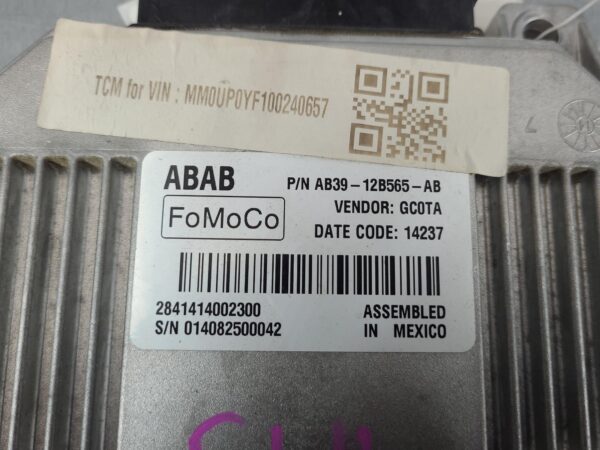 TCM for VIN : MM0UP0YF100240657
ABAB
P/N AB39-12B565-AB
FoMoCo
VENDOR: GC0TA
DATE CODE: 14237
2841414002300
S/N 014082500042
ASSEMBLED
IN MEXICO